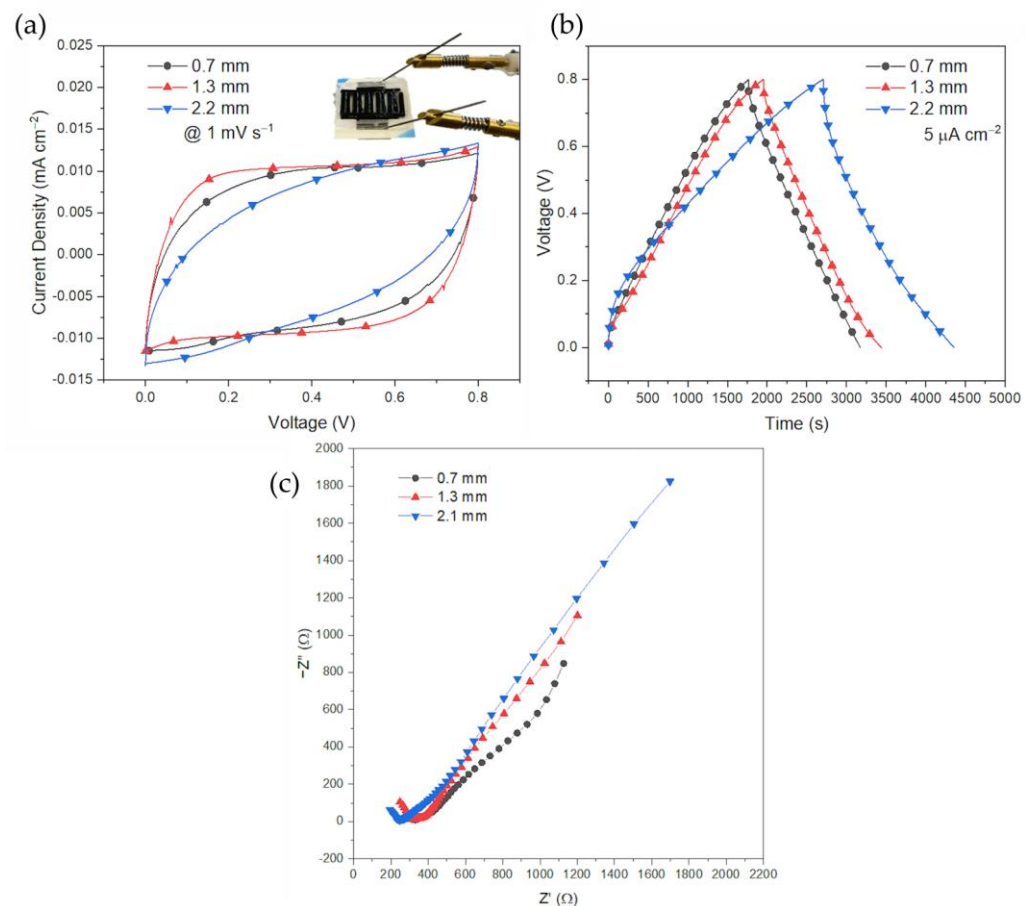 (a)
Current Density (mA cm⁻²)
0.025
0.020
0.015
0.010
0.005
0.000
-0.005
-0.010
-0.015
0.7 mm
1.3 mm
2.2 mm
@ 1 mV s⁻¹
0.0 0.2 0.4 0.6 0.8
Voltage (V)
(b)
Voltage (V)
0.8
0.6
0.4
0.2
0.0
0.7 mm
1.3 mm
2.2 mm
5 μA cm⁻²
0 500 1000 1500 2000 2500 3000 3500 4000 4500 5000
Time (s)
(c)
−Z'' (Ω)
2000
1800
1600
1400
1200
1000
800
600
400
200
0
-200
0.7 mm
1.3 mm
2.1 mm
0 200 400 600 800 1000 1200 1400 1600 1800 2000 2200
Z' (Ω)